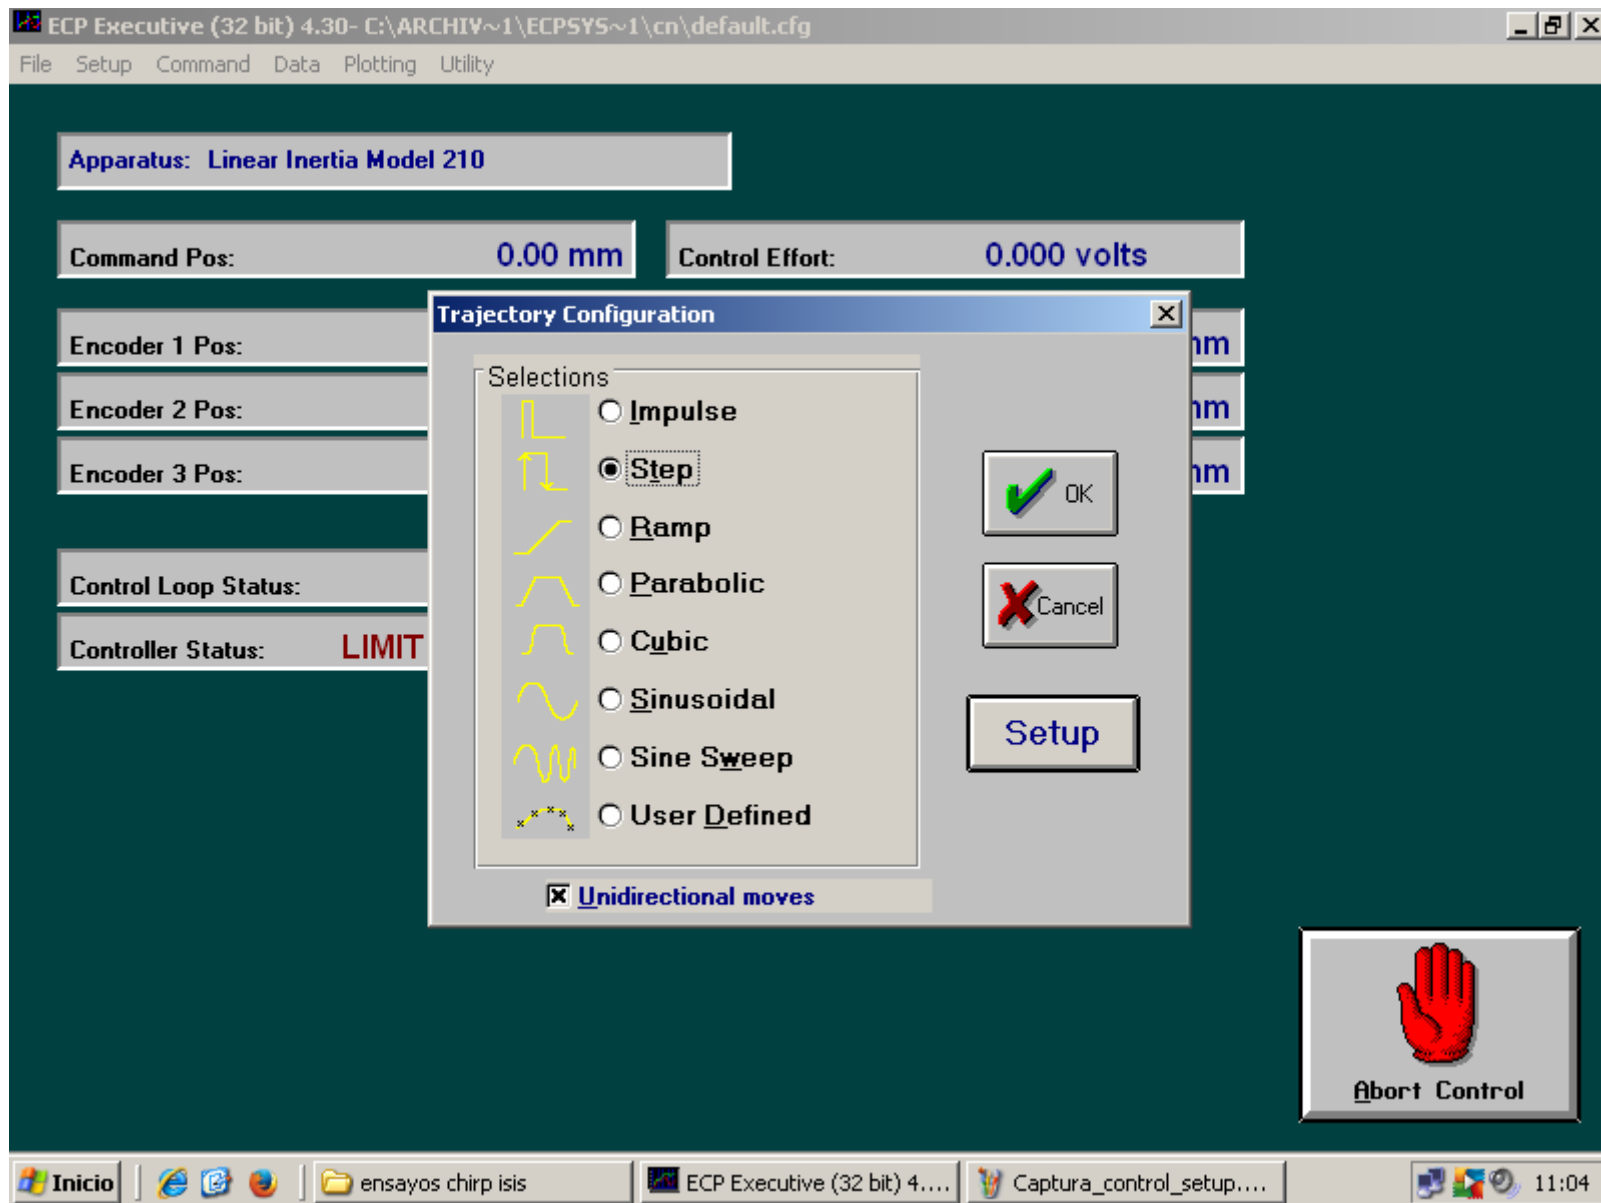 ECP Executive (32 bit) 4.30- C:\ARCHIV~1\ECPSYS~1\cn\default.cfg
File Setup Command Data Plotting Utility
Apparatus: Linear Inertia Model 210
Command Pos: 0.00 mm
Control Effort: 0.000 volts
Encoder 1 Pos:
Encoder 2 Pos:
Encoder 3 Pos:
Control Loop Status:
Controller Status: LIMIT
Trajectory Configuration
Selections
Impulse
Step
Ramp
Parabolic
Cubic
Sinusoidal
Sine Sweep
User Defined
Unidirectional moves
OK
Cancel
Setup
Abort Control
Inicio
ensayos chirp isis
ECP Executive (32 bit) 4....
Captura_control_setup....
11:04